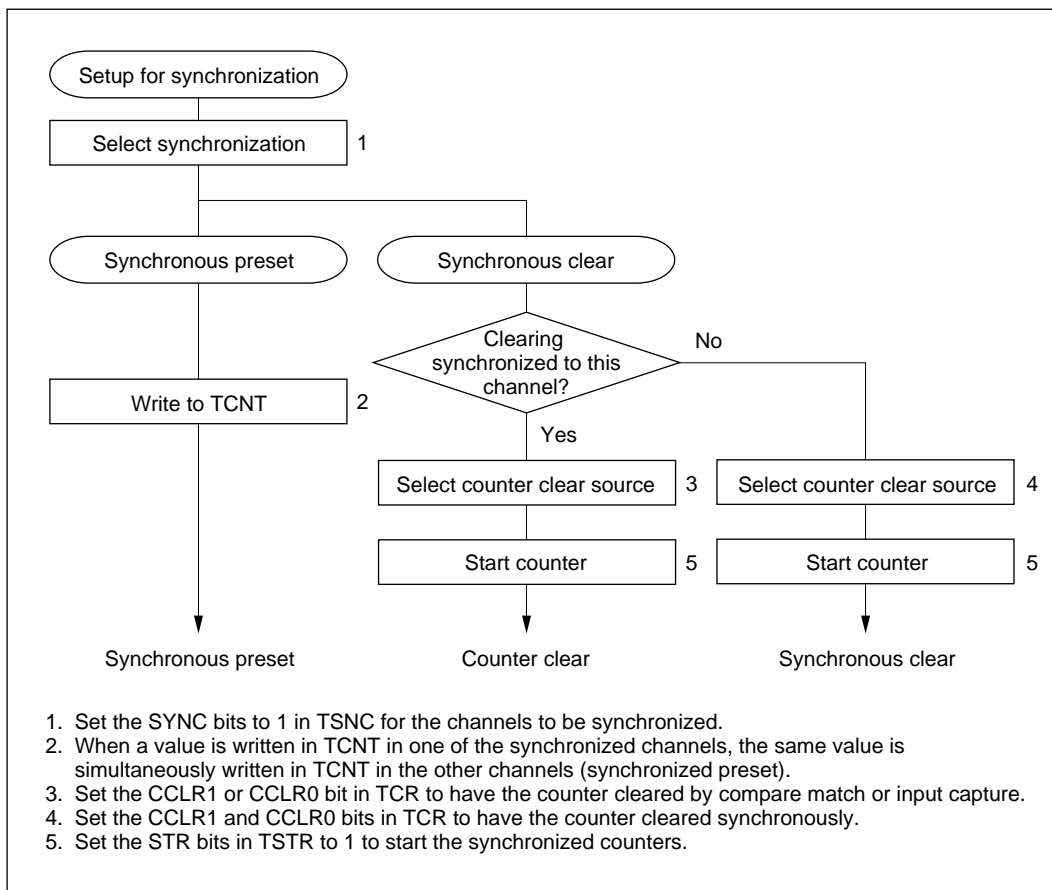 Setup for synchronization
Select synchronization 1
Synchronous preset
Synchronous clear
Clearing
synchronized to this
channel?
No
Write to TCNT 2
Yes
Select counter clear source 3
Select counter clear source 4
Start counter 5
Start counter 5
Synchronous preset
Counter clear
Synchronous clear
1. Set the SYNC bits to 1 in TSNC for the channels to be synchronized.
2. When a value is written in TCNT in one of the synchronized channels, the same value is
simultaneously written in TCNT in the other channels (synchronized preset).
3. Set the CCLR1 or CCLR0 bit in TCR to have the counter cleared by compare match or input capture.
4. Set the CCLR1 and CCLR0 bits in TCR to have the counter cleared synchronously.
5. Set the STR bits in TSTR to 1 to start the synchronized counters.